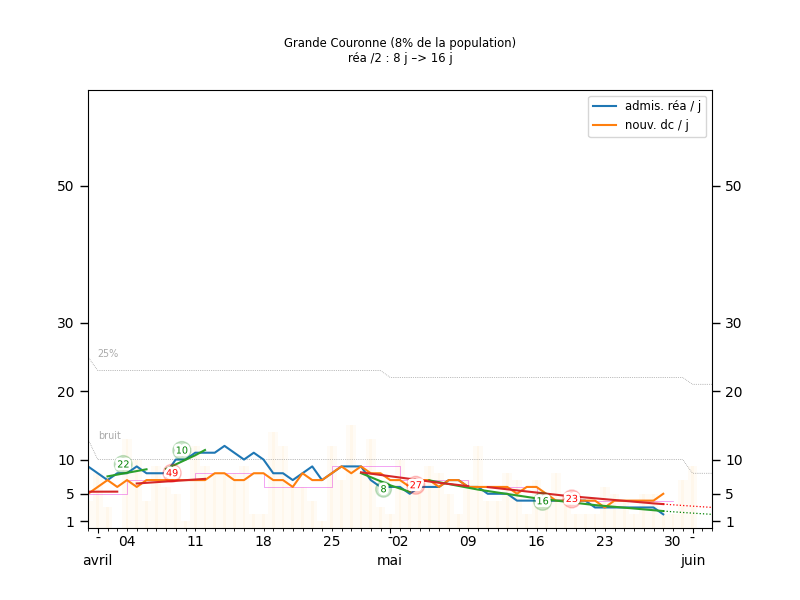 Grande Couronne (8% de la population)
réa /2 : 8 j –> 16 j
admis. réa / j
nouv. dc / j
50
50
30
30
25%
20
20
bruit
10
10
5
5
1
1
22
49
10
8
27
16
23
- 04 11 18 25 - 02 09 16 23 30 -
avril mai juin